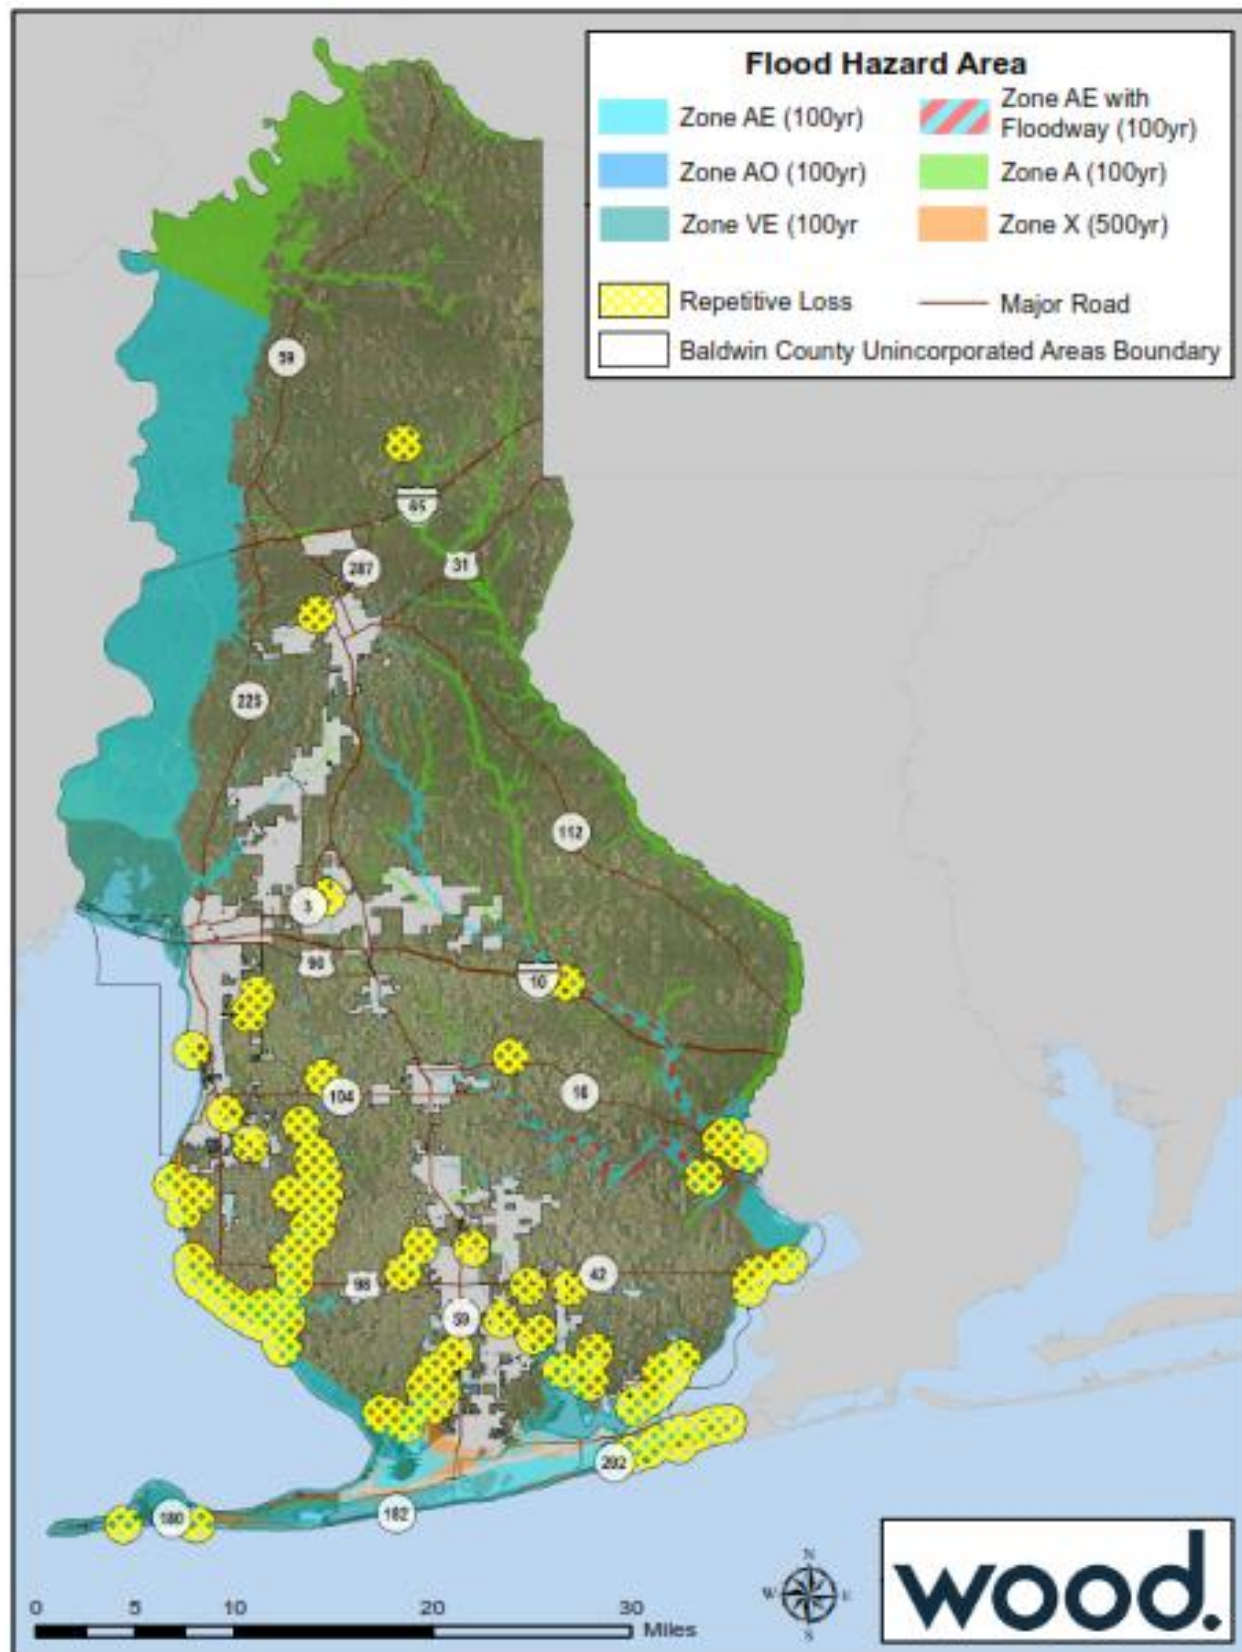 Flood Hazard Area
Zone AE (100yr)
Zone AE with
Floodway (100yr)
Zone AO (100yr)
Zone A (100yr)
Zone VE (100yr
Zone X (500yr)
Repetitive Loss
Major Road
Baldwin County Unincorporated Areas Boundary
59
65
31
287
225
112
3
90
10
104
16
98
42
59
292
180
182
N
W
E
S
0
5
10
20
30
Miles
wood.